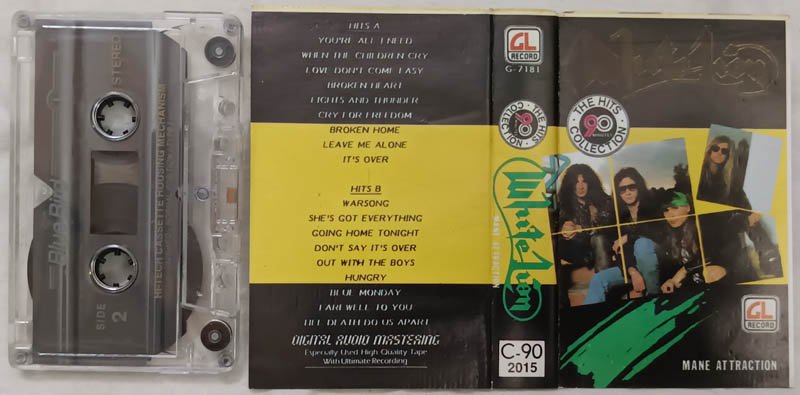 STEREO
HI-TECH CASSETTE HOUSING MECHANISM
Blue Bird
SIDE
2
HITS A
YOU'RE ALL I NEED
WHEN THE CHILDREN CRY
LOVE DON'T COME EASY
BROKEN HEART
LIGHTS AND THUNDER
CRY FOR FREEDOM
BROKEN HOME
LEAVE ME ALONE
IT'S OVER
HITS B
WARSONG
SHE'S GOT EVERYTHING
GOING HOME TONIGHT
DON'T SAY IT'S OVER
OUT WITH THE BOYS
HUNGRY
BLUE MONDAY
FAREWELL TO YOU
TILL DEATH DO US APART
DIGITAL AUDIO MASTERING
Especially Used High Quality Tape
With Ultimate Recording
GL
RECORD
G-7181
THE HITS
90
COLLECTION
White Lion
MANE ATTRACTION
C-90
2015
White Lion
THE HITS
90
MINUTES
COLLECTION
GL
RECORD
MANE ATTRACTION